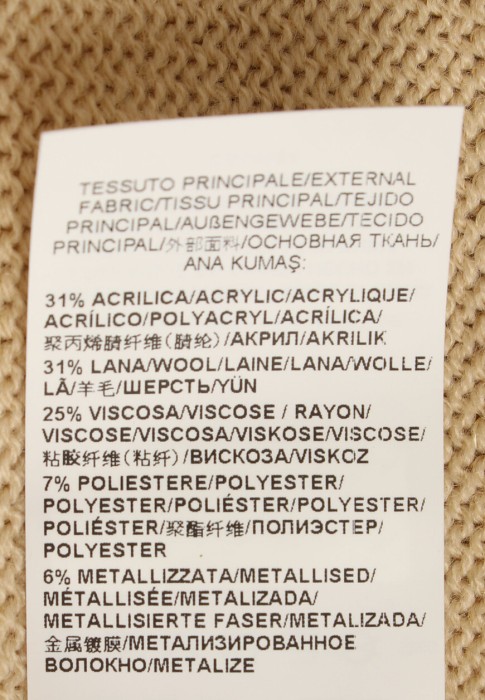 TESSUTO PRINCIPALE/EXTERNAL
FABRIC/TISSU PRINCIPAL/TEJIDO
PRINCIPAL/AUßENGEWEBE/TECIDO
PRINCIPAL/外部面料/ОСНОВНАЯ ТКАНЬ/
ANA KUMAŞ:
31% ACRILICA/ACRYLIC/ACRYLIQUE/
ACRÍLICO/POLYACRYL/ACRÍLICA/
聚丙烯腈纤维(腈纶)/АКРИЛ/AKRILIK
31% LANA/WOOL/LAINE/LANA/WOLLE/
LÃ/羊毛/ШЕРСТЬ/YÜN
25% VISCOSA/VISCOSE / RAYON/
VISCOSE/VISCOSA/VISKOSE/VISCOSE/
粘胶纤维(粘纤)/ВИСКОЗА/VISKOZ
7% POLIESTERE/POLYESTER/
POLYESTER/POLIÉSTER/POLYESTER/
POLIÉSTER/聚酯纤维/ПОЛИЭСТЕР/
POLYESTER
6% METALLIZZATA/METALLISED/
MÉTALLISÉE/METALIZADA/
METALLISIERTE FASER/METALIZADA/
金属镀膜/МЕТАЛИЗИРОВАННОЕ
ВОЛОКНО/METALIZE